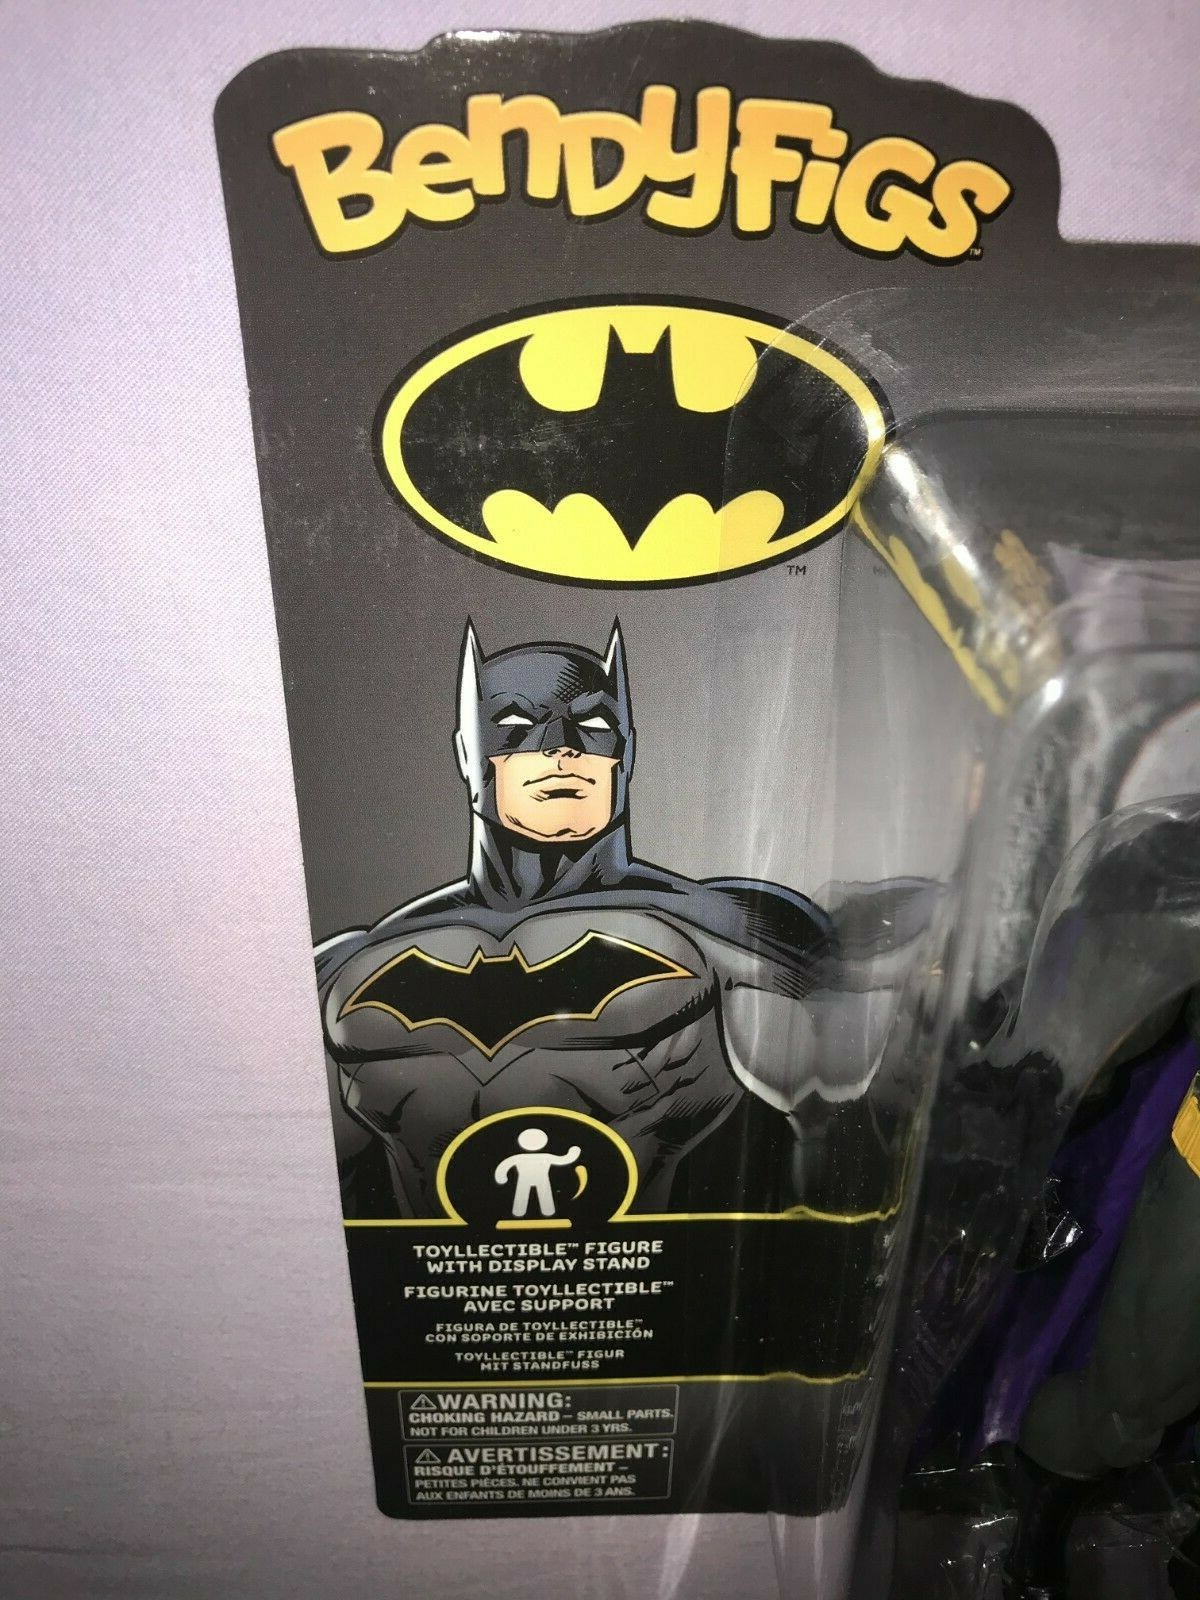 BendyFigs™
TM
TOYLLECTIBLE™ FIGURE
WITH DISPLAY STAND
FIGURINE TOYLLECTIBLE™
AVEC SUPPORT
FIGURA DE TOYLLECTIBLE™
CON SOPORTE DE EXHIBICIÓN
TOYLLECTIBLE™ FIGUR
MIT STANDFUSS
⚠WARNING:
CHOKING HAZARD – SMALL PARTS.
NOT FOR CHILDREN UNDER 3 YRS.
⚠ AVERTISSEMENT:
RISQUE D'ÉTOUFFEMENT –
PETITES PIÈCES. NE CONVIENT PAS
AUX ENFANTS DE MOINS DE 3 ANS.